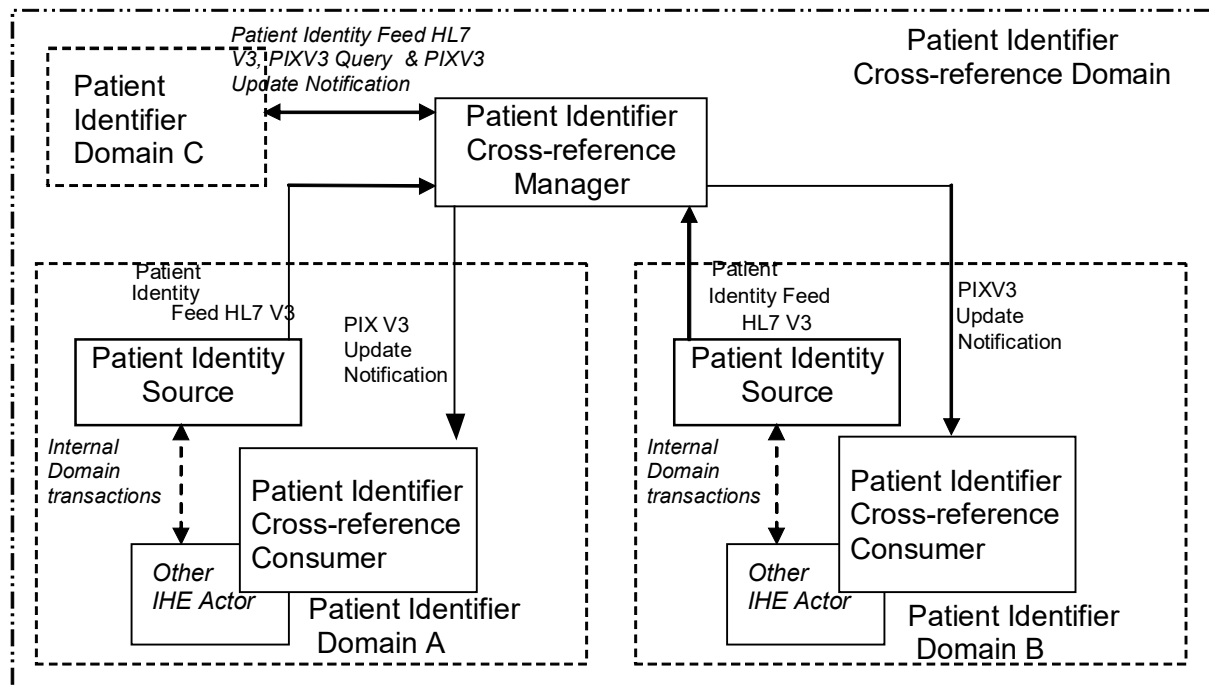 Patient Identity Feed HL7
V3, PIXV3 Query & PIXV3
Update Notification
Patient Identifier
Cross-reference Domain
Patient
Identifier
Domain C
Patient Identifier
Cross-reference
Manager
Patient
Identity
Feed HL7 V3
PIX V3
Update
Notification
Patient Identity
Source
Internal
Domain
transactions
Patient Identifier
Cross-reference
Consumer
Other
IHE Actor
Patient Identifier
Domain A
Patient
Identity Feed
HL7 V3
PIXV3
Update
Notification
Patient Identity
Source
Internal
Domain
transactions
Patient Identifier
Cross-reference
Consumer
Other
IHE Actor
Patient Identifier
Domain B